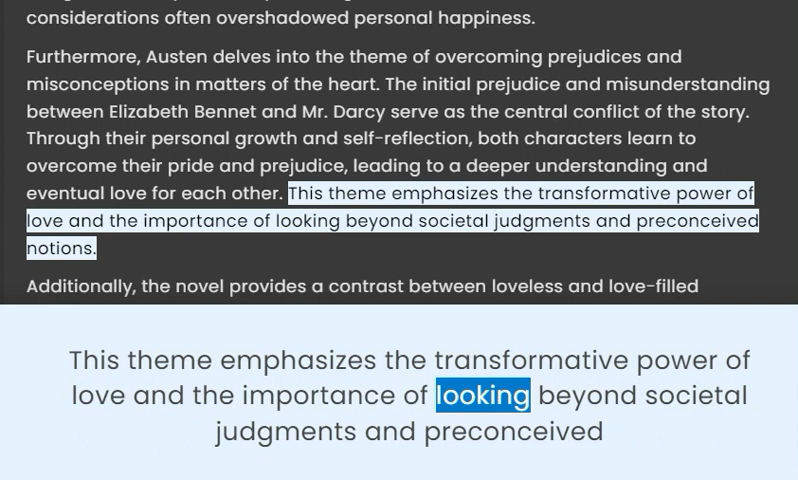 considerations often overshadowed personal happiness.
Furthermore, Austen delves into the theme of overcoming prejudices and
misconceptions in matters of the heart. The initial prejudice and misunderstanding
between Elizabeth Bennet and Mr. Darcy serve as the central conflict of the story.
Through their personal growth and self-reflection, both characters learn to
overcome their pride and prejudice, leading to a deeper understanding and
eventual love for each other. This theme emphasizes the transformative power of
love and the importance of looking beyond societal judgments and preconceived
notions.
Additionally, the novel provides a contrast between loveless and love-filled
This theme emphasizes the transformative power of
love and the importance of looking beyond societal
judgments and preconceived